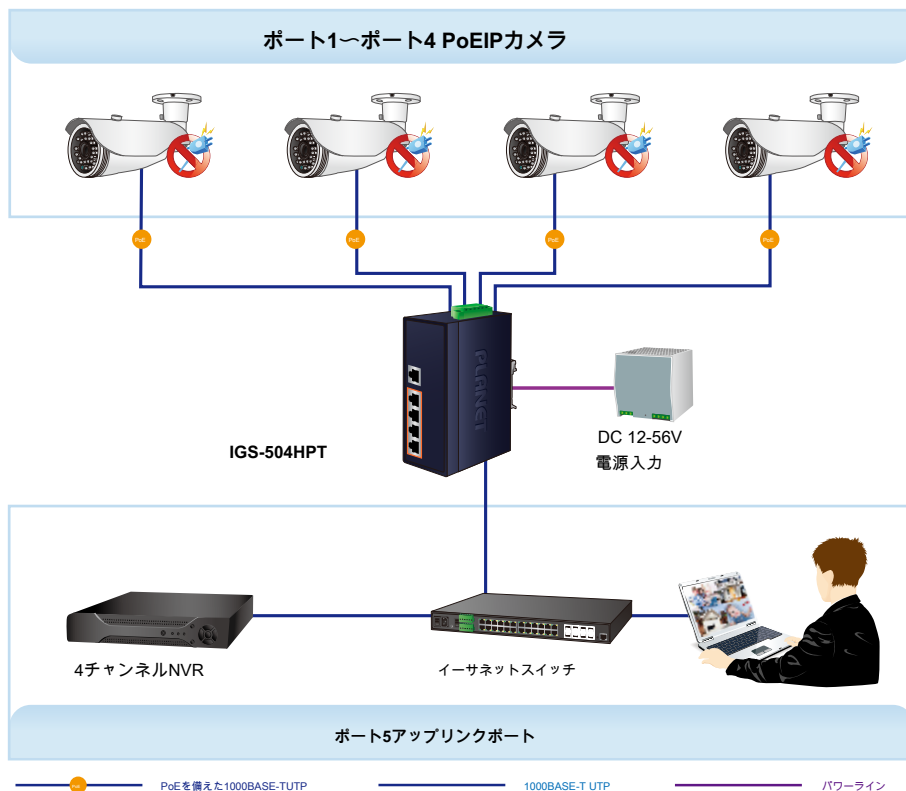 ポート1～ポート4 PoEIPカメラ
PoE
PoE
PoE
PoE
PLANET
IGS-504HPT
DC 12-56V
電源入力
4チャンネルNVR
イーサネットスイッチ
ポート5アップリンクポート
PoE
PoEを備えた1000BASE-TUTP
1000BASE-T UTP
パワーライン